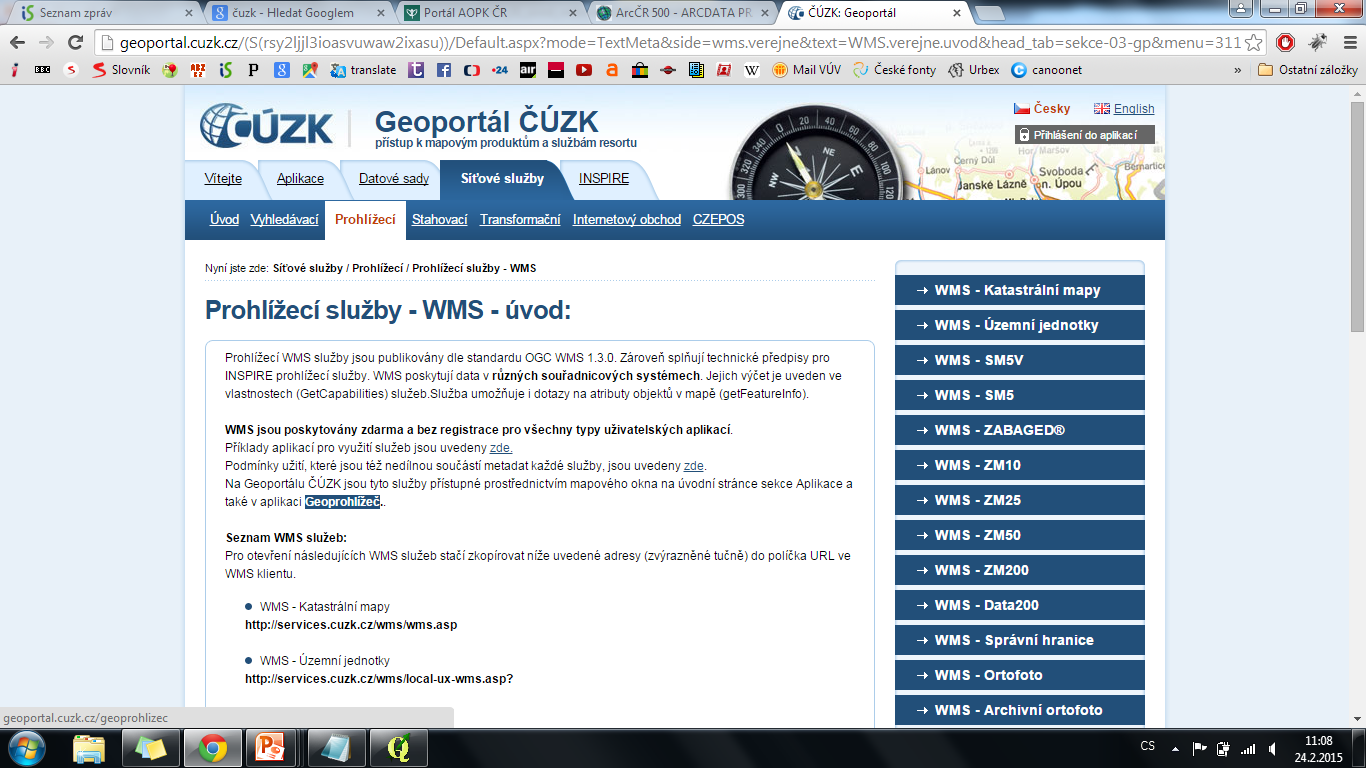 Seznam zpráv
čuzk - Hledat Googlem
Portál AOPK ČR
ArcČR 500 - ARCDATA PR
ČÚZK: Geoportál
geoportal.cuzk.cz/(S(rsy2ljjl3ioasvuwaw2ixasu))/Default.aspx?mode=TextMeta&side=wms.verejne&text=WMS.verejne.uvod&head_tab=sekce-03-gp&menu=311
Slovník
translate
Mail VÚV
České fonty
Urbex
canoonet
»
Ostatní záložky
ČÚZK
Geoportál ČÚZK
přístup k mapovým produktům a službám resortu
Česky
English
Přihlášení do aplikací
Lánov
Černý Důl
Hor. Maršov
Janské Lázně
Svoboda n. Úpou
Bernartice
Vítejte
Aplikace
Datové sady
Síťové služby
INSPIRE
Úvod
Vyhledávací
Prohlížecí
Stahovací
Transformační
Internetový obchod
CZEPOS
Nyní jste zde: Síťové služby / Prohlížecí / Prohlížecí služby - WMS
Prohlížecí služby - WMS - úvod:
Prohlížecí WMS služby jsou publikovány dle standardu OGC WMS 1.3.0. Zároveň splňují technické předpisy pro
INSPIRE prohlížecí služby. WMS poskytují data v různých souřadnicových systémech. Jejich výčet je uveden ve
vlastnostech (GetCapabilities) služeb.Služba umožňuje i dotazy na atributy objektů v mapě (getFeatureInfo).
WMS jsou poskytovány zdarma a bez registrace pro všechny typy uživatelských aplikací.
Příklady aplikací pro využití služeb jsou uvedeny zde.
Podmínky užití, které jsou též nedílnou součástí metadat každé služby, jsou uvedeny zde.
Na Geoportálu ČÚZK jsou tyto služby přístupné prostřednictvím mapového okna na úvodní stránce sekce Aplikace a
také v aplikaci Geoprohlížeč..
Seznam WMS služeb:
Pro otevření následujících WMS služeb stačí zkopírovat níže uvedené adresy (zvýrazněné tučně) do políčka URL ve
WMS klientu.
WMS - Katastrální mapy
http://services.cuzk.cz/wms/wms.asp
WMS - Územní jednotky
http://services.cuzk.cz/wms/local-ux-wms.asp?
WMS - Katastrální mapy
WMS - Územní jednotky
WMS - SM5V
WMS - SM5
WMS - ZABAGED®
WMS - ZM10
WMS - ZM25
WMS - ZM50
WMS - ZM200
WMS - Data200
WMS - Správní hranice
WMS - Ortofoto
WMS - Archivní ortofoto
geoportal.cuzk.cz/geoprohlizec
CS
11:08
24.2.2015